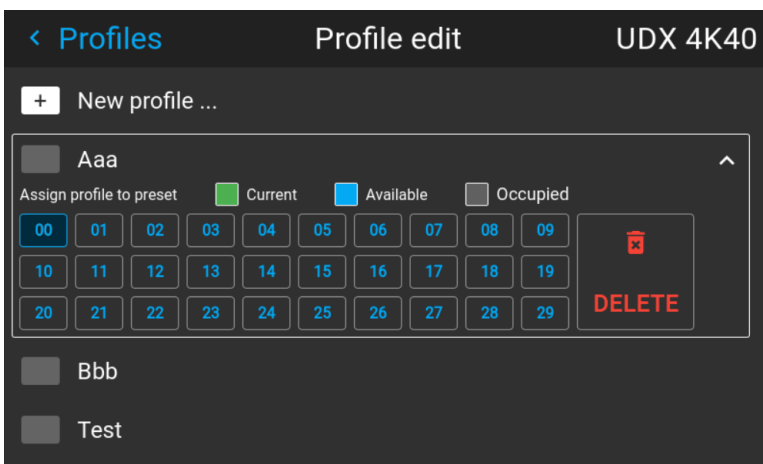 < Profiles Profile edit UDX 4K40
+ New profile ...
Aaa
Assign profile to preset Current Available Occupied
00 01 02 03 04 05 06 07 08 09
10 11 12 13 14 15 16 17 18 19
20 21 22 23 24 25 26 27 28 29
DELETE
Bbb
Test